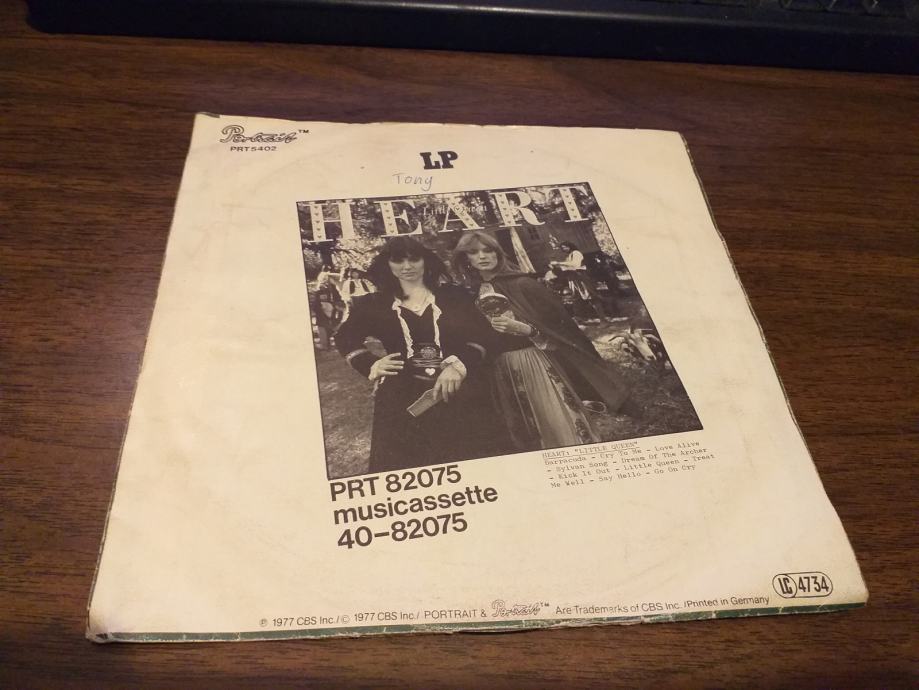 Portrait™
PRT5402
LP
Tony
HEART
Little Queen
HEART: "LITTLE QUEEN"
Barracuda - Cry To Me - Love Alive
- Sylvan Song - Dream Of The Archer
- Kick It Out - Little Queen - Treat
Me Well - Say Hello - Go On Cry
PRT 82075
musicassette
40-82075
LC 4734
℗ 1977 CBS Inc./© 1977 CBS Inc./ PORTRAIT & Portrait™ Are Trademarks of CBS Inc. /Printed in Germany